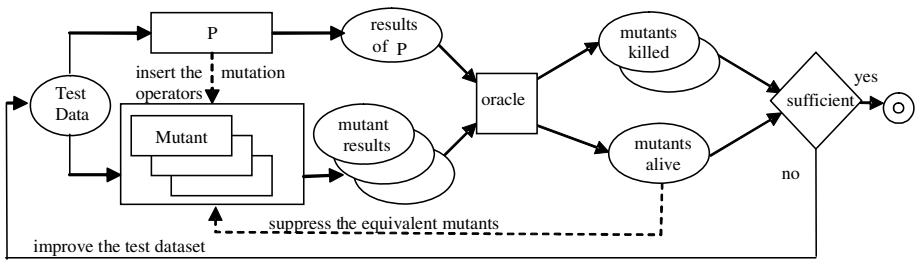 P
results
of P
mutants
killed
insert the mutation
operators
Test
Data
oracle
sufficient
yes
Mutant
mutant
results
mutants
alive
no
suppress the equivalent mutants
improve the test dataset